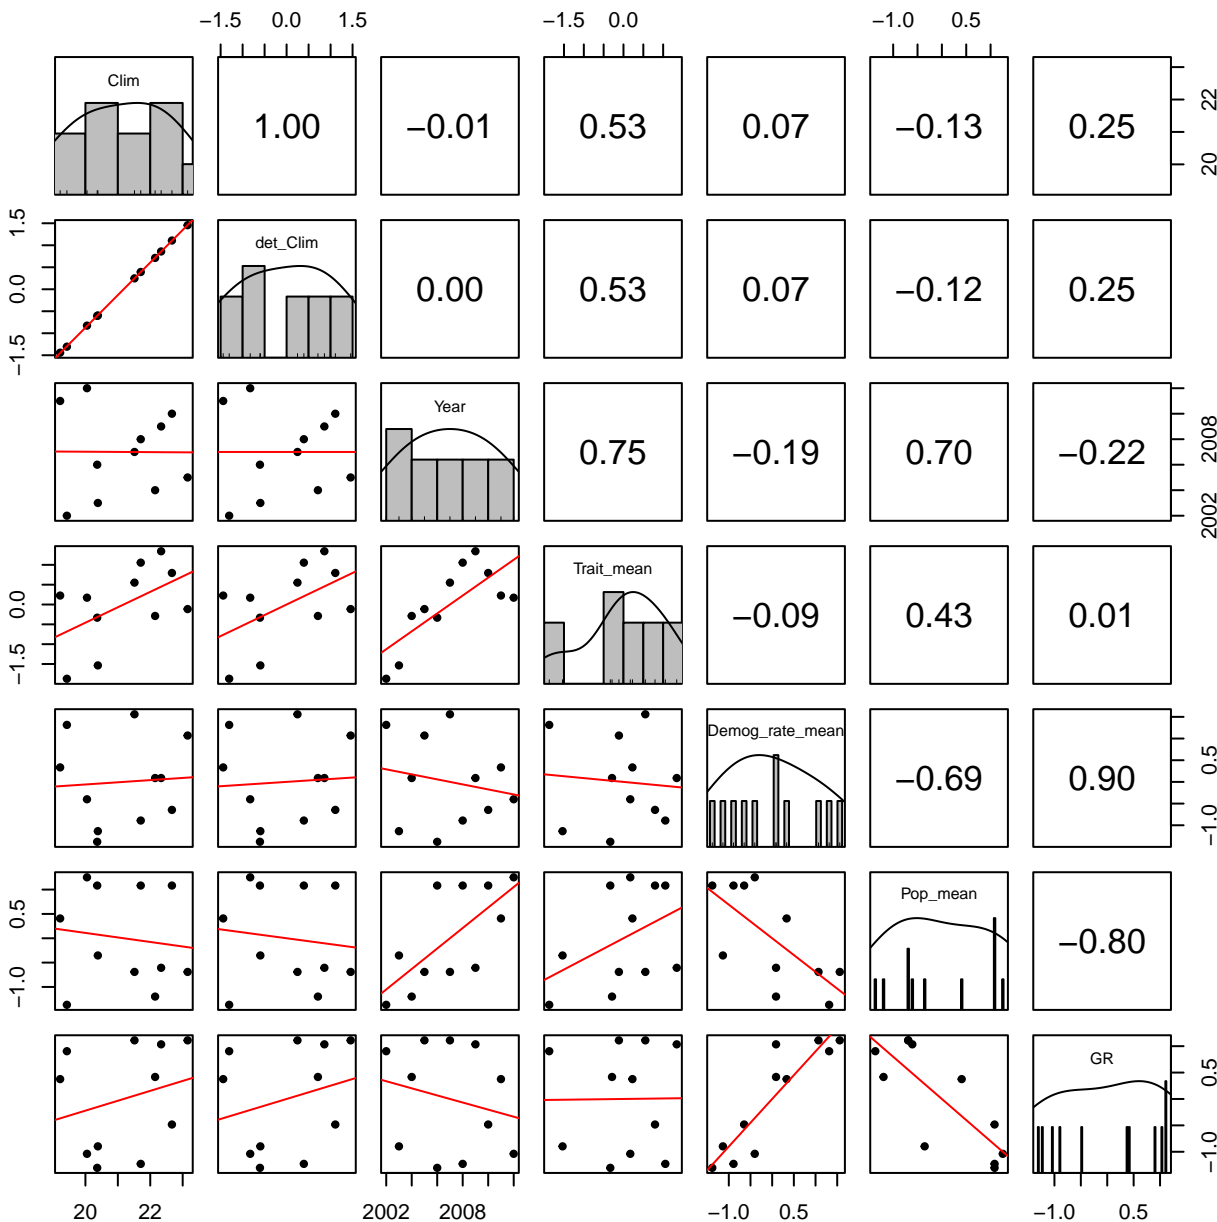 −1.5 0.0 1.5 −1.5 0.0 −1.0 0.5
Clim 1.00 −0.01 0.53 0.07 −0.13 0.25 20 22
−1.5 0.0 1.5 det_Clim 0.00 0.53 0.07 −0.12 0.25
Year 0.75 −0.19 0.70 −0.22 2002 2008
−1.5 0.0 Trait_mean −0.09 0.43 0.01
Demog_rate_mean −0.69 0.90 −1.0 0.5
−1.0 0.5 Pop_mean −0.80
GR −1.0 0.5
20 22 2002 2008 −1.0 0.5 −1.0 0.5